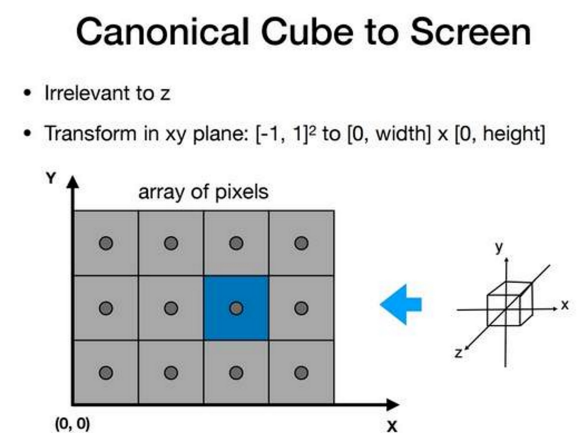 Canonical Cube to Screen
• Irrelevant to z
• Transform in xy plane: [-1, 1]² to [0, width] x [0, height]
Y
array of pixels
y
x
z
(0, 0)
X